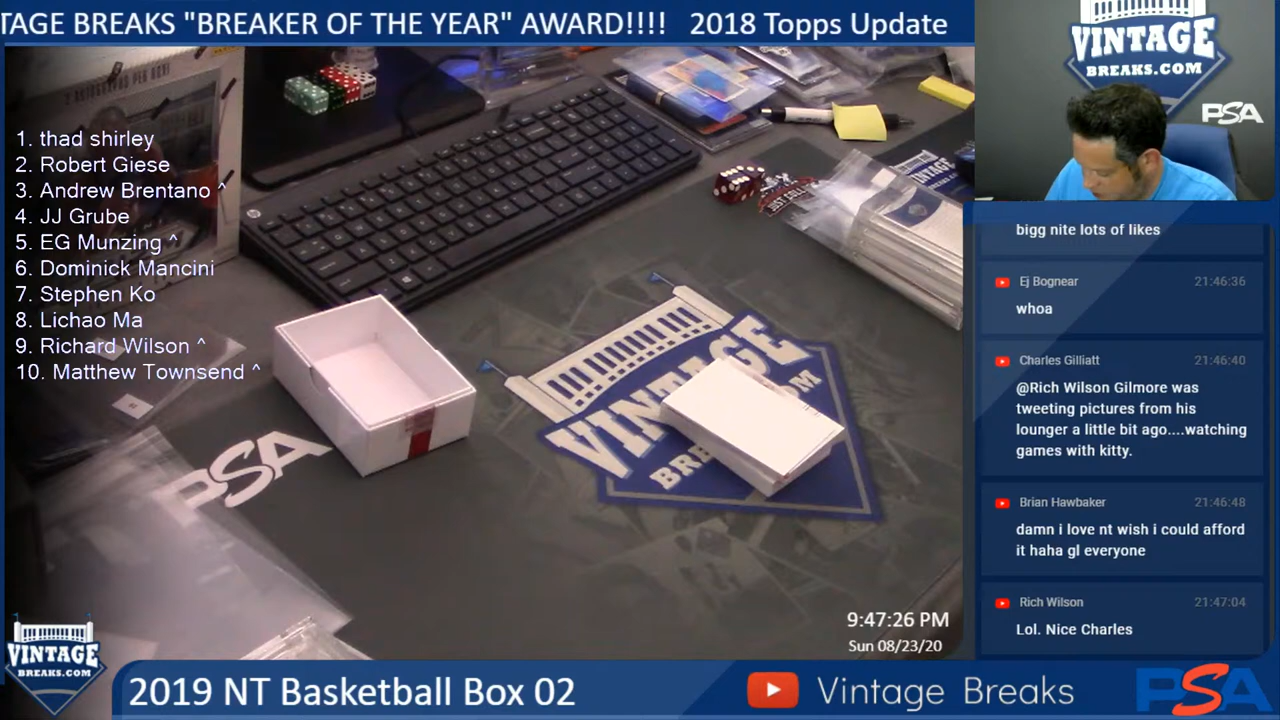 TAGE BREAKS "BREAKER OF THE YEAR" AWARD!!!! 2018 Topps Update
VINTAGE
BREAKS.COM
PSA
2 AUTOGRAPHS PER BOX!
1. thad shirley
2. Robert Giese
3. Andrew Brentano ^
4. JJ Grube
5. EG Munzing ^
6. Dominick Mancini
7. Stephen Ko
8. Lichao Ma
9. Richard Wilson ^
10. Matthew Townsend ^
JUST
VINTAGE
BRE
M
PSA
bigg nite lots of likes
Ej Bognear 21:46:36
whoa
Charles Gilliatt 21:46:40
@Rich Wilson Gilmore was
tweeting pictures from his
lounger a little bit ago....watching
games with kitty.
Brian Hawbaker 21:46:48
damn i love nt wish i could afford
it haha gl everyone
Rich Wilson 21:47:04
Lol. Nice Charles
9:47:26 PM
Sun 08/23/20
VINTAGE
BREAKS.COM
2019 NT Basketball Box 02
Vintage Breaks
PSA